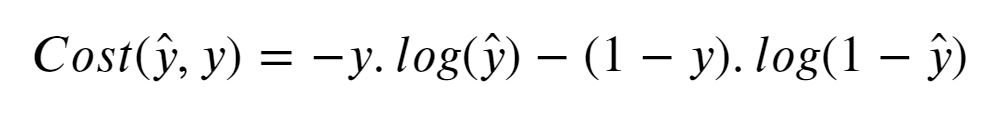 Cost(ŷ, y) = −y. log(ŷ) − (1 − y). log(1 − ŷ)